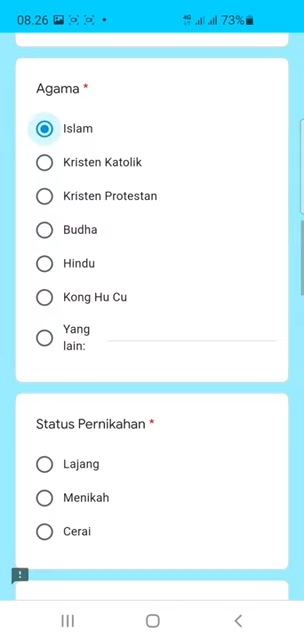 08.26 73%
Agama *
Islam
Kristen Katolik
Kristen Protestan
Budha
Hindu
Kong Hu Cu
Yang
lain:
Status Pernikahan *
Lajang
Menikah
Cerai